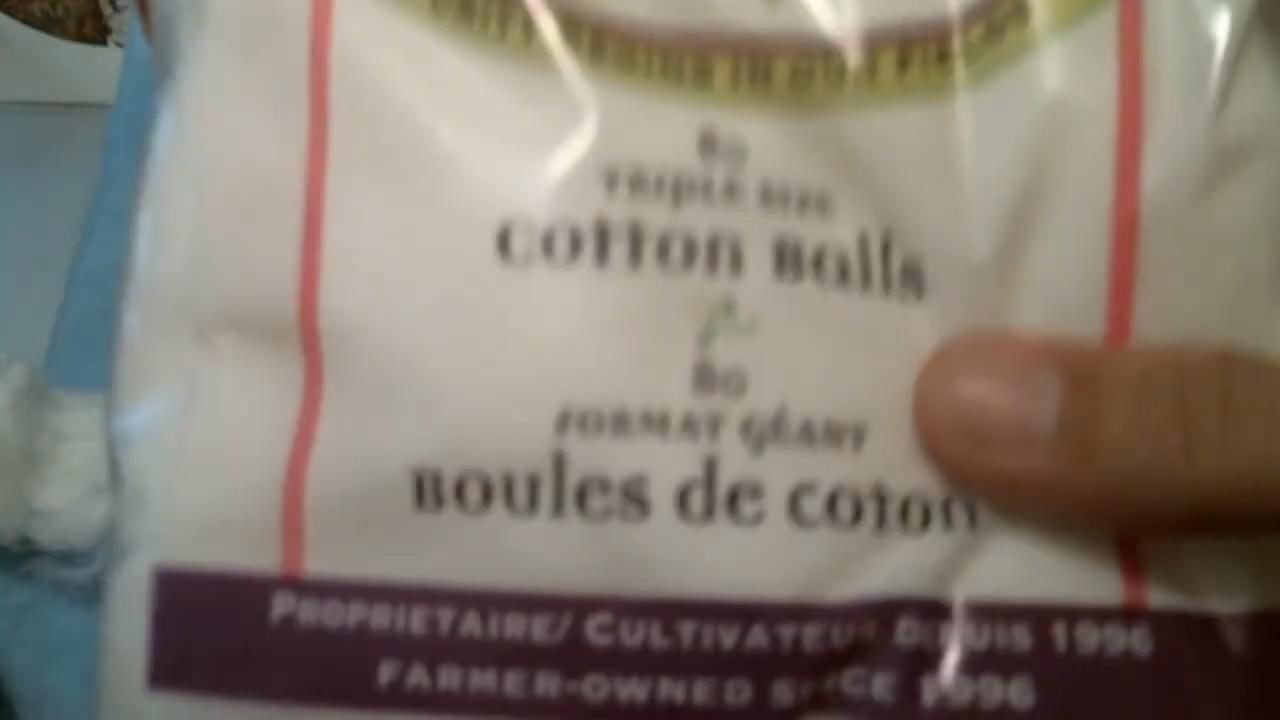 80
TRIPLE SIZE
COTTON BALLS
80
FORMAT GÉANT
BOULES de COTON
PROPRIETAIRE/ CULTIVATEUR DEPUIS 1996
FARMER-OWNED SINCE 1996